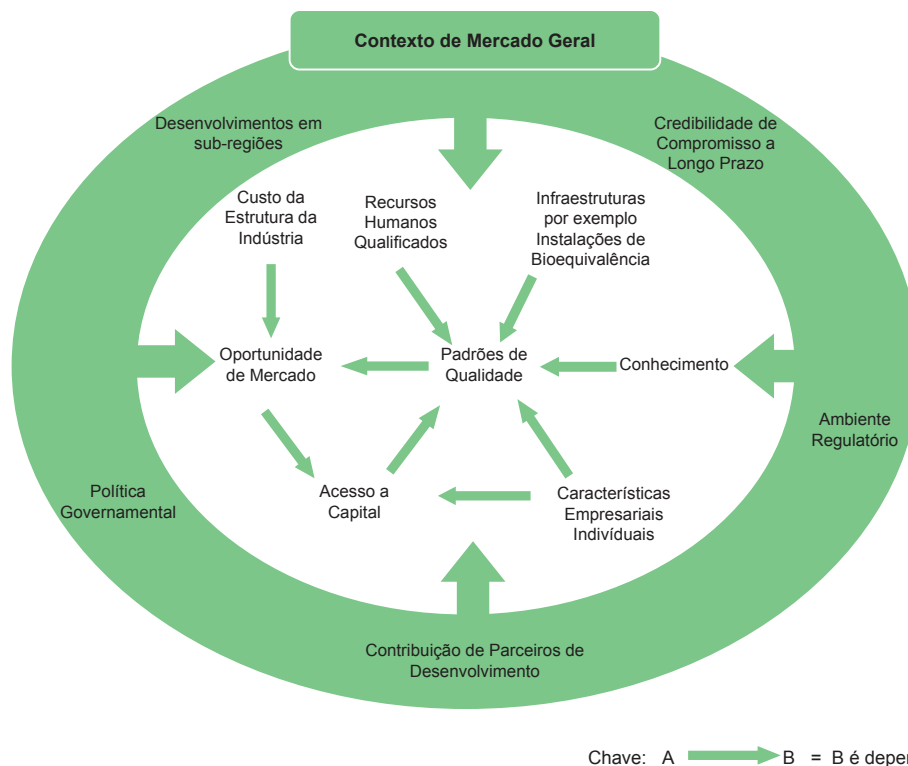 Contexto de Mercado Geral
Desenvolvimentos em
sub-regiões
Credibilidade de
Compromisso a
Longo Prazo
Custo da
Estrutura da
Indústria
Recursos
Humanos
Qualificados
Infraestruturas
por exemplo
Instalações de
Bioequivalência
Oportunidade
de Mercado
Padrões de
Qualidade
Conhecimento
Ambiente
Regulatório
Política
Governamental
Acesso a
Capital
Características
Empresariais
Indivíduais
Contribuição de Parceiros de
Desenvolvimento
Chave: A B = B é deper